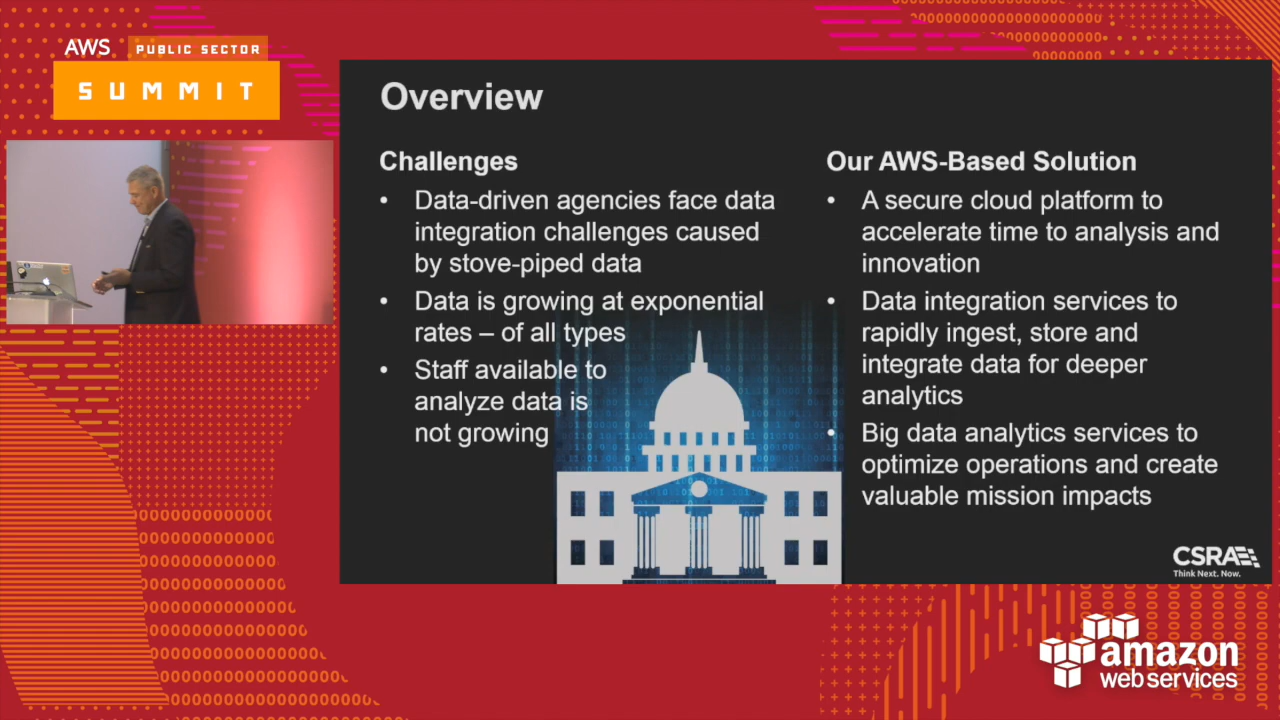 AWS PUBLIC SECTOR
SUMMIT
Overview
Challenges
• Data-driven agencies face data
integration challenges caused
by stove-piped data
• Data is growing at exponential
rates – of all types
• Staff available to
analyze data is
not growing
Our AWS-Based Solution
• A secure cloud platform to
accelerate time to analysis and
innovation
• Data integration services to
rapidly ingest, store and
integrate data for deeper
analytics
• Big data analytics services to
optimize operations and create
valuable mission impacts
CSRA
Think Next. Now.
amazon
web services